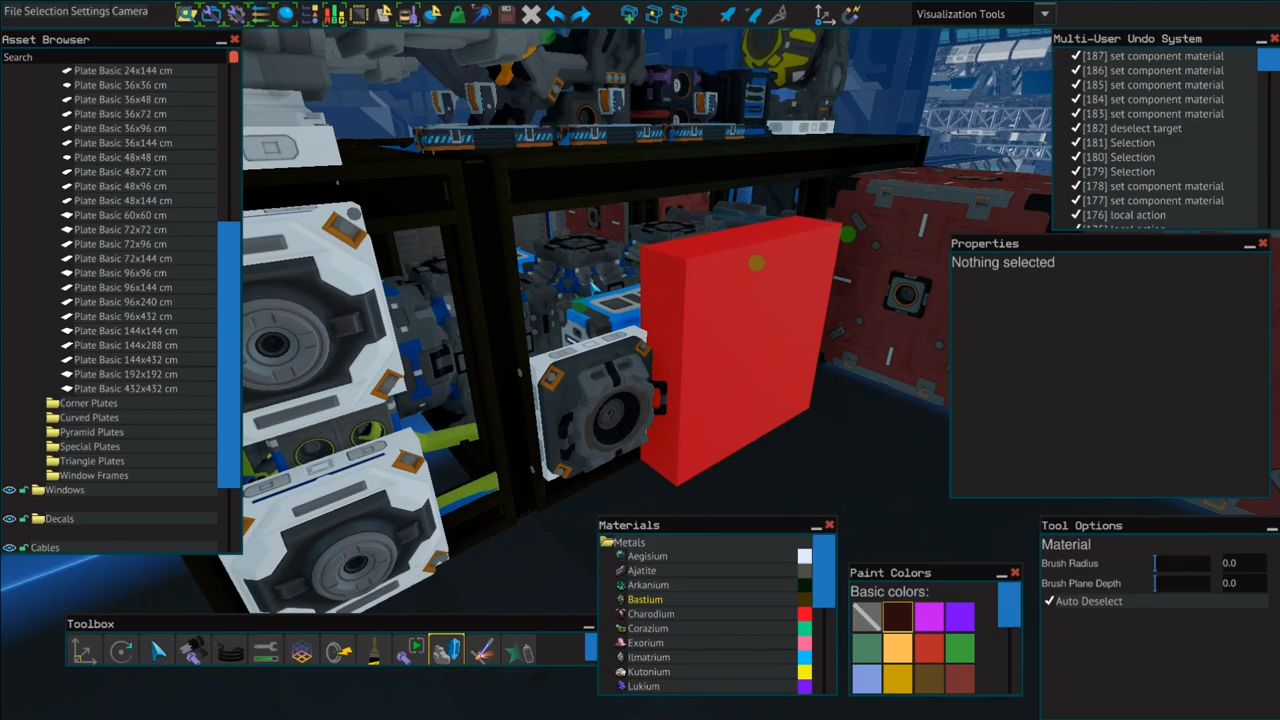 File Selection Settings Camera
Visualization Tools
Asset Browser
Search
Plate Basic 24x144 cm
Plate Basic 36x36 cm
Plate Basic 36x48 cm
Plate Basic 36x72 cm
Plate Basic 36x96 cm
Plate Basic 36x144 cm
Plate Basic 48x48 cm
Plate Basic 48x72 cm
Plate Basic 48x96 cm
Plate Basic 48x144 cm
Plate Basic 60x60 cm
Plate Basic 72x72 cm
Plate Basic 72x96 cm
Plate Basic 72x144 cm
Plate Basic 96x96 cm
Plate Basic 96x144 cm
Plate Basic 96x240 cm
Plate Basic 96x432 cm
Plate Basic 144x144 cm
Plate Basic 144x288 cm
Plate Basic 144x432 cm
Plate Basic 192x192 cm
Plate Basic 432x432 cm
Corner Plates
Curved Plates
Pyramid Plates
Special Plates
Triangle Plates
Window Frames
Windows
Decals
Cables
Multi-User Undo System
[187] set component material
[186] set component material
[185] set component material
[184] set component material
[183] set component material
[182] deselect target
[181] Selection
[180] Selection
[179] Selection
[178] set component material
[177] set component material
[176] local action
Properties
Nothing selected
Toolbox
Materials
Metals
Aegisium
Ajatite
Arkanium
Bastium
Charodium
Corazium
Exorium
Ilmatrium
Kutonium
Lukium
Paint Colors
Basic colors:
Tool Options
Material
Brush Radius 0.0
Brush Plane Depth 0.0
Auto Deselect